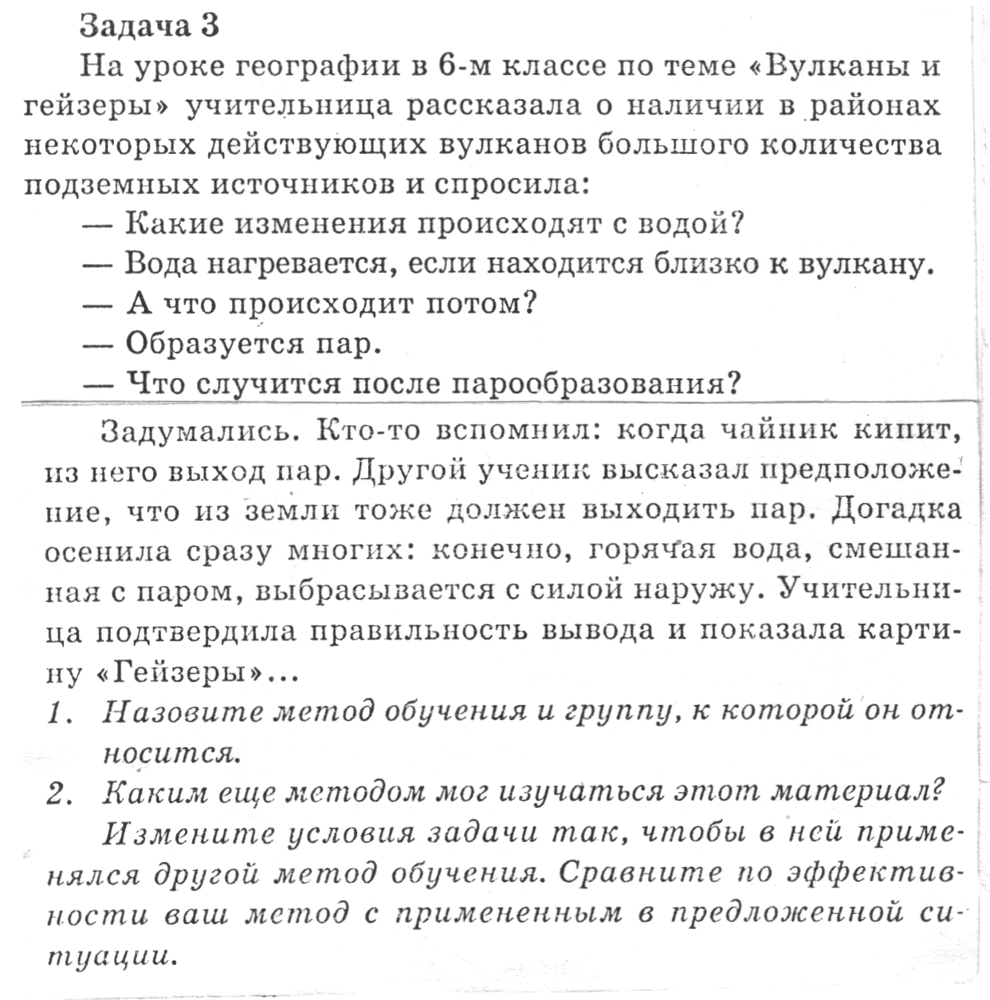 Задача 3
На уроке географии в 6-м классе по теме «Вулканы и
гейзеры» учительница рассказала о наличии в районах
некоторых действующих вулканов большого количества
подземных источников и спросила:
— Какие изменения происходят с водой?
— Вода нагревается, если находится близко к вулкану.
— А что происходит потом?
— Образуется пар.
— Что случится после парообразования?
Задумались. Кто-то вспомнил: когда чайник кипит,
из него выход пар. Другой ученик высказал предположе-
ние, что из земли тоже должен выходить пар. Догадка
осенила сразу многих: конечно, горячая вода, смешан-
ная с паром, выбрасывается с силой наружу. Учительни-
ца подтвердила правильность вывода и показала карти-
ну «Гейзеры»...
1. Назовите метод обучения и группу, к которой он от-
носится.
2. Каким еще методом мог изучаться этот материал?
Измените условия задачи так, чтобы в ней приме-
нялся другой метод обучения. Сравните по эффектив-
ности ваш метод с примененным в предложенной си-
туации.